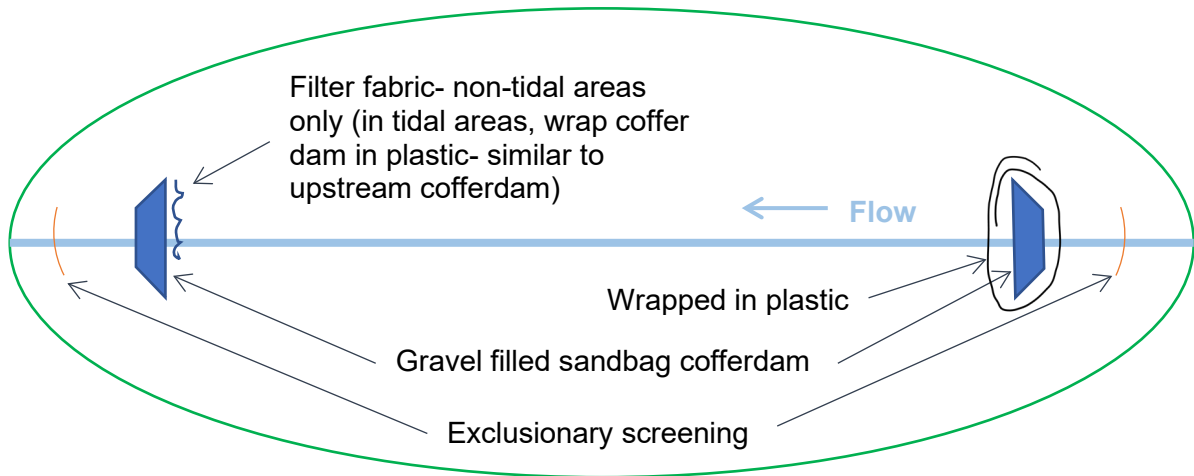 Filter fabric- non-tidal areas
only (in tidal areas, wrap coffer
dam in plastic- similar to
upstream cofferdam)
Flow
Wrapped in plastic
Gravel filled sandbag cofferdam
Exclusionary screening